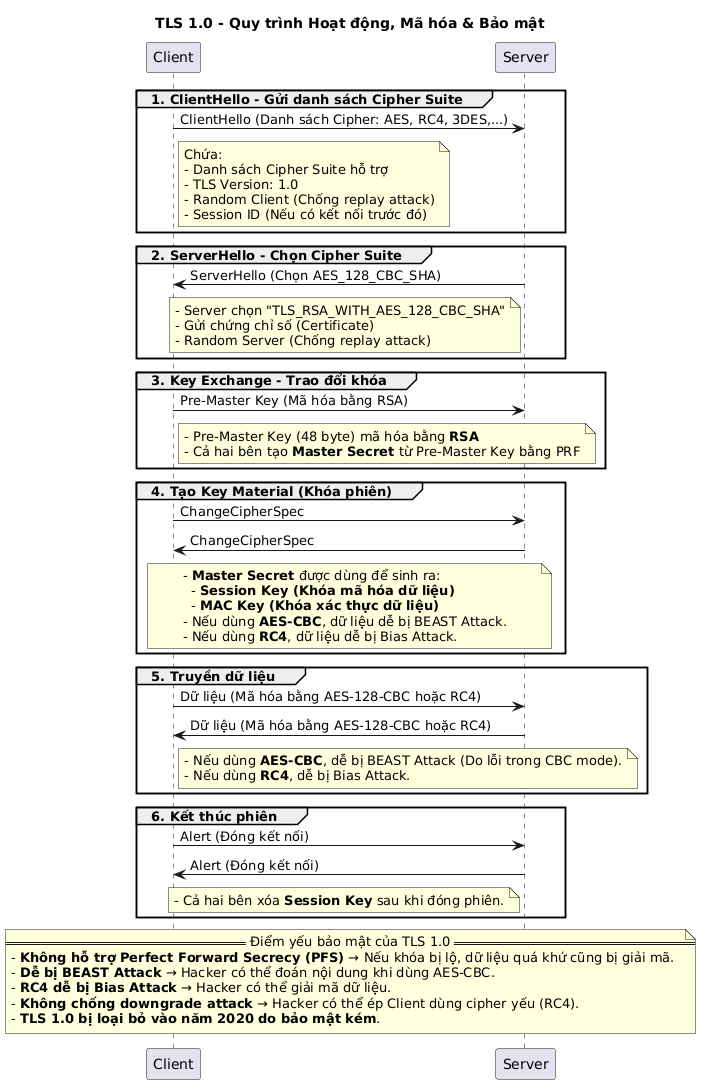 TLS 1.0 - Quy trình Hoạt động, Mã hóa & Bảo mật
Client
Server
1. ClientHello - Gửi danh sách Cipher Suite
ClientHello (Danh sách Cipher: AES, RC4, 3DES,...)
Chứa:
- Danh sách Cipher Suite hỗ trợ
- TLS Version: 1.0
- Random Client (Chống replay attack)
- Session ID (Nếu có kết nối trước đó)
2. ServerHello - Chọn Cipher Suite
ServerHello (Chọn AES_128_CBC_SHA)
- Server chọn "TLS_RSA_WITH_AES_128_CBC_SHA"
- Gửi chứng chỉ số (Certificate)
- Random Server (Chống replay attack)
3. Key Exchange - Trao đổi khóa
Pre-Master Key (Mã hóa bằng RSA)
- Pre-Master Key (48 byte) mã hóa bằng RSA
- Cả hai bên tạo Master Secret từ Pre-Master Key bằng PRF
4. Tạo Key Material (Khóa phiên)
ChangeCipherSpec
ChangeCipherSpec
- Master Secret được dùng để sinh ra:
- Session Key (Khóa mã hóa dữ liệu)
- MAC Key (Khóa xác thực dữ liệu)
- Nếu dùng AES-CBC, dữ liệu dễ bị BEAST Attack.
- Nếu dùng RC4, dữ liệu dễ bị Bias Attack.
5. Truyền dữ liệu
Dữ liệu (Mã hóa bằng AES-128-CBC hoặc RC4)
Dữ liệu (Mã hóa bằng AES-128-CBC hoặc RC4)
- Nếu dùng AES-CBC, dễ bị BEAST Attack (Do lỗi trong CBC mode).
- Nếu dùng RC4, dễ bị Bias Attack.
6. Kết thúc phiên
Alert (Đóng kết nối)
Alert (Đóng kết nối)
- Cả hai bên xóa Session Key sau khi đóng phiên.
Điểm yếu bảo mật của TLS 1.0
- Không hỗ trợ Perfect Forward Secrecy (PFS) → Nếu khóa bị lộ, dữ liệu quá khứ cũng bị giải mã.
- Dễ bị BEAST Attack → Hacker có thể đoán nội dung khi dùng AES-CBC.
- RC4 dễ bị Bias Attack → Hacker có thể giải mã dữ liệu.
- Không chống downgrade attack → Hacker có thể ép Client dùng cipher yếu (RC4).
- TLS 1.0 bị loại bỏ vào năm 2020 do bảo mật kém.
Client
Server